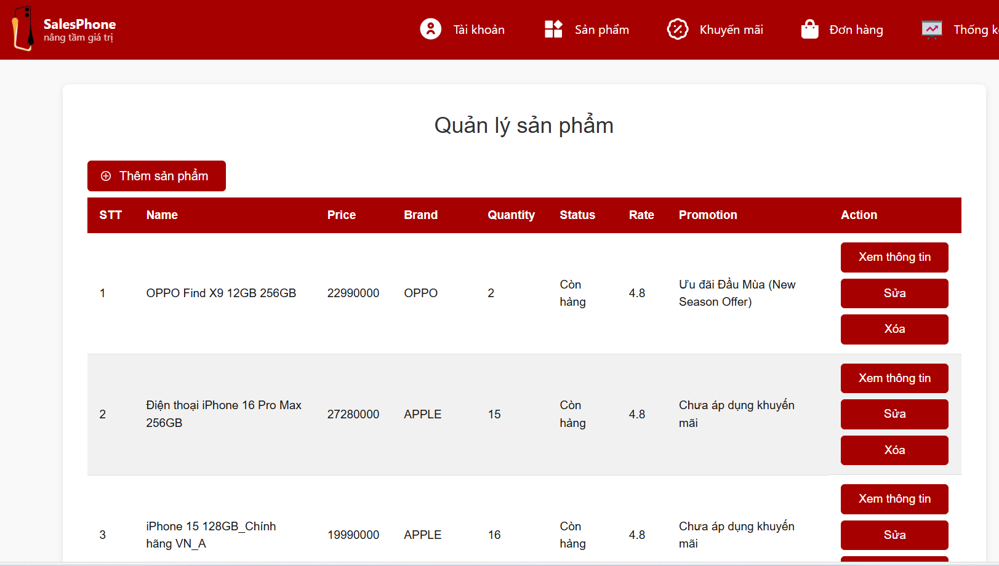 SalesPhone
nâng tầm giá trị
Tài khoản
Sản phẩm
Khuyến mãi
Đơn hàng
Thống k
Quản lý sản phẩm
Thêm sản phẩm
STT Name Price Brand Quantity Status Rate Promotion Action
1 OPPO Find X9 12GB 256GB 22990000 OPPO 2 Còn hàng 4.8 Ưu đãi Đầu Mùa (New Season Offer)
Xem thông tin
Sửa
Xóa
2 Điện thoại iPhone 16 Pro Max 256GB 27280000 APPLE 15 Còn hàng 4.8 Chưa áp dụng khuyến mãi
Xem thông tin
Sửa
Xóa
3 iPhone 15 128GB_Chính hãng VN_A 19990000 APPLE 16 Còn hàng 4.8 Chưa áp dụng khuyến mãi
Xem thông tin
Sửa